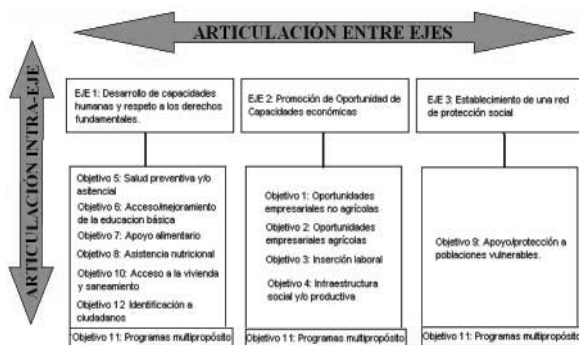 ARTICULACIÓN ENTRE EJES
ARTICULACIÓN INTRA-EJE
EJE 1: Desarrollo de capacidades
humanas y respeto a los derechos
fundamentales.
Objetivo 5: Salud preventiva y/o
asitencial
Objetivo 6: Acceso/mejoramiento
de la educacion básica
Objetivo 7: Apoyo alimentario
Objetivo 8: Asistencia nutricional
Objetivo 10: Acceso a la vivienda
y saneamiento
Objetivo 12 Identificación a
ciudadanos
Objetivo 11: Programas multipropósito
EJE 2: Promoción de Oportunidad de
Capacidades económicas
Objetivo 1: Oportunidades
empresariales no agrícolas
Objetivo 2: Oportunidades
empresariales agrícolas
Objetivo 3: Inserción laboral
Objetivo 4: Infraestructura
social y/o productiva
Objetivo 11: Programas multipropósito
EJE 3: Establecimiento de una red
de protección social
Objetivo 9: Apoyo/protección a
poblaciones vulnerables.
Objetivo 11: Programas multipropósito